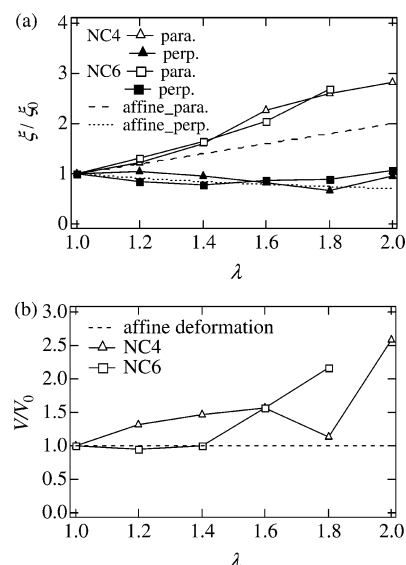 (a)
NC4 para.
perp.
NC6 para.
perp.
affine_para.
affine_perp.
ξ / ξ0
4
3
2
1
0
1.0 1.2 1.4 1.6 1.8 2.0
λ
(b)
affine deformation
NC4
NC6
V/V0
3.0
2.5
2.0
1.5
1.0
0.5
0.0
1.0 1.2 1.4 1.6 1.8 2.0
λ